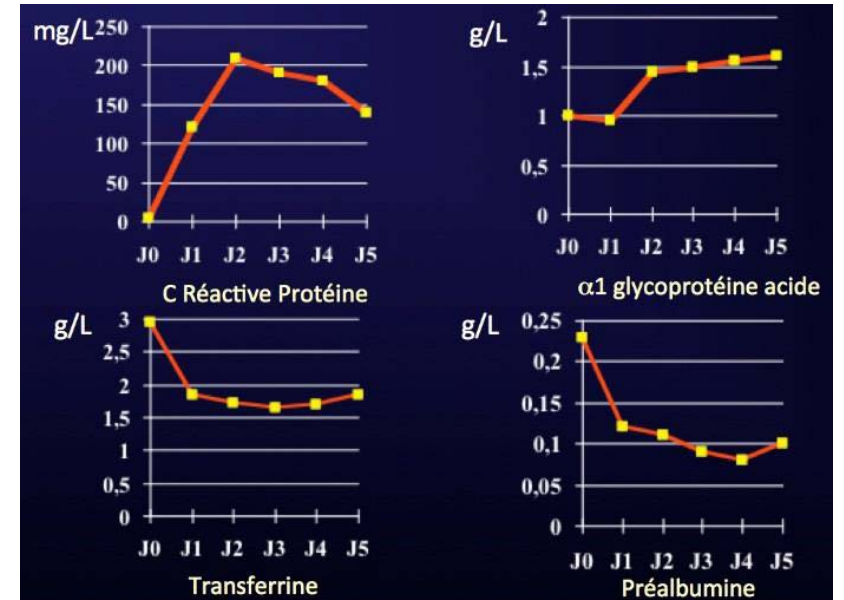 mg/L
250
200
150
100
50
0
J0 J1 J2 J3 J4 J5
C Réactive Protéine
g/L
2
1,5
1
0,5
0
J0 J1 J2 J3 J4 J5
α1 glycoprotéine acide
g/L
3
2,5
2
1,5
1
0,5
0
J0 J1 J2 J3 J4 J5
Transferrine
g/L
0,25
0,2
0,15
0,1
0,05
0
J0 J1 J2 J3 J4 J5
Préalbumine